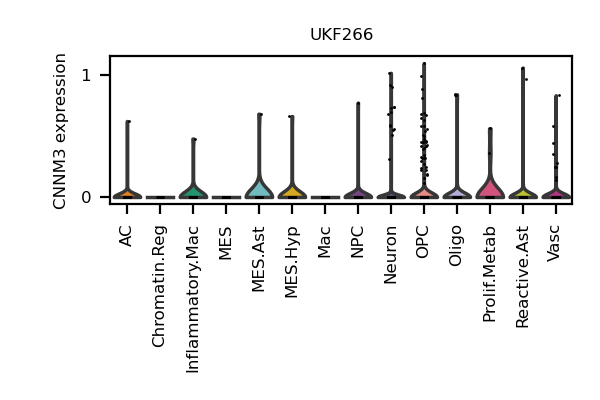 UKF266
CNNM3 expression
1
0
AC
Chromatin.Reg
Inflammatory.Mac
MES
MES.Ast
MES.Hyp
Mac
NPC
Neuron
OPC
Oligo
Prolif.Metab
Reactive.Ast
Vasc